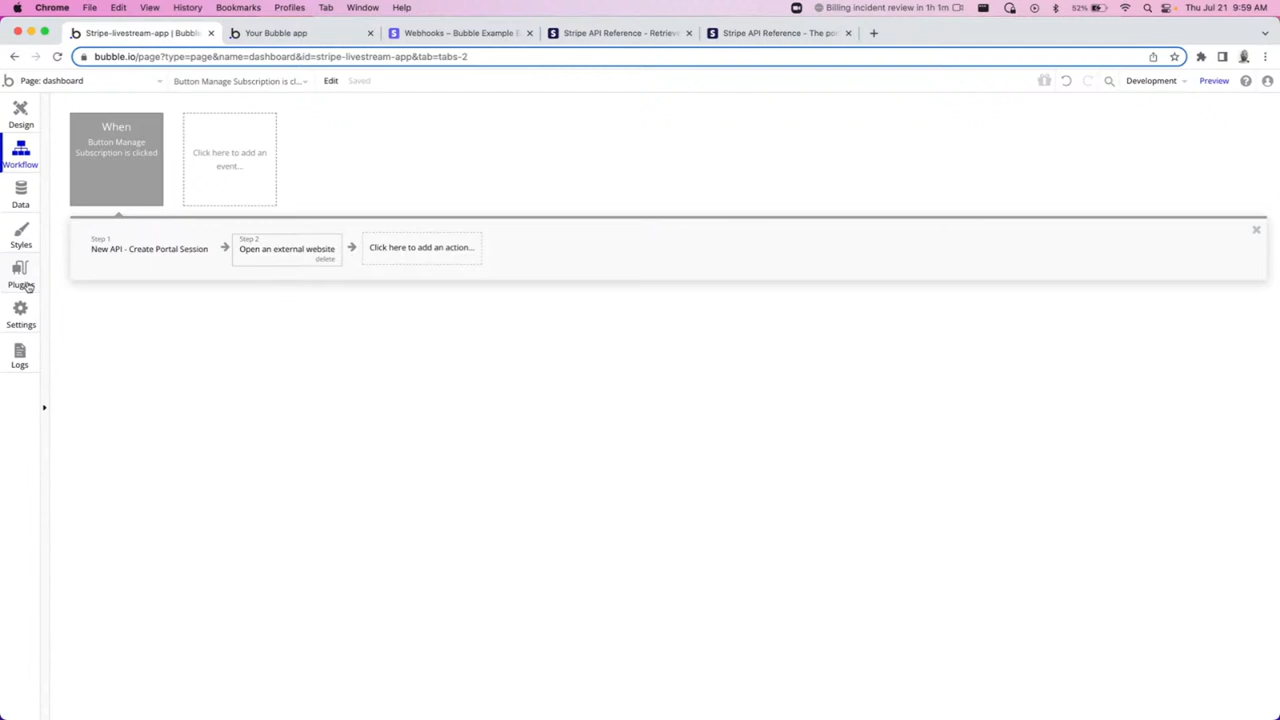 Chrome File Edit View History Bookmarks Profiles Tab Window Help Billing incident review in 1h 1m 52% Thu Jul 21 9:59 AM
Stripe-livestream-app | Bubble Your Bubble app Webhooks – Bubble Example B Stripe API Reference - Retrieve Stripe API Reference - The por
bubble.io/page?type=page&name=dashboard&id=stripe-livestream-app&tab=tabs-2
Page: dashboard Button Manage Subscription is cl... Edit Saved Development Preview
Design
Workflow
Data
Styles
Plugins
Settings
Logs
When
Button Manage
Subscription is clicked
Click here to add an
event...
Step 1
New API - Create Portal Session
Step 2
Open an external website
delete
Click here to add an action...